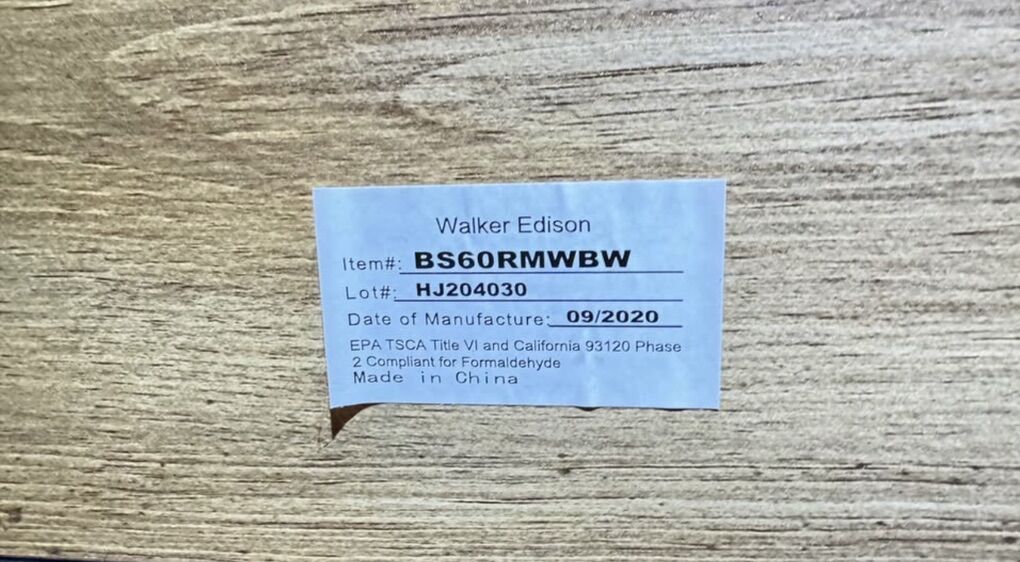 Walker Edison
Item#: BS60RMWBW
Lot#: HJ204030
Date of Manufacture: 09/2020
EPA TSCA Title VI and California 93120 Phase
2 Compliant for Formaldehyde
Made in China